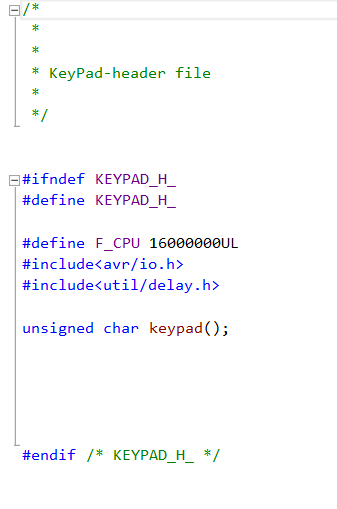 /*
 *
 *
 * KeyPad-header file
 *
 */
#ifndef KEYPAD_H_
#define KEYPAD_H_
#define F_CPU 16000000UL
#include<avr/io.h>
#include<util/delay.h>
unsigned char keypad();
#endif /* KEYPAD_H_ */